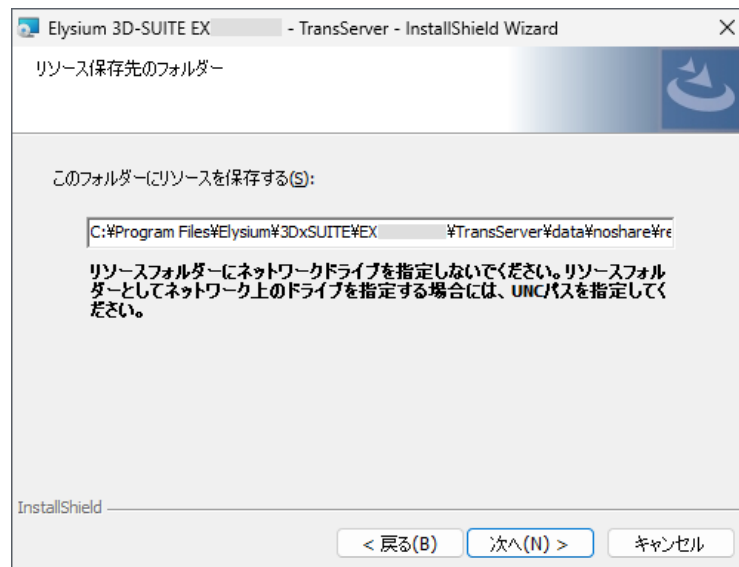 Elysium 3D-SUITE EX - TransServer - InstallShield Wizard
リソース保存先のフォルダー
このフォルダーにリソースを保存する(S):
C:¥Program Files¥Elysium¥3DxSUITE¥EX ¥TransServer¥data¥noshare¥re
リソースフォルダーにネットワークドライブを指定しないでください。リソースフォル
ダーとしてネットワーク上のドライブを指定する場合には、UNCパスを指定してく
ださい。
InstallShield
< 戻る(B)
次へ(N) >
キャンセル